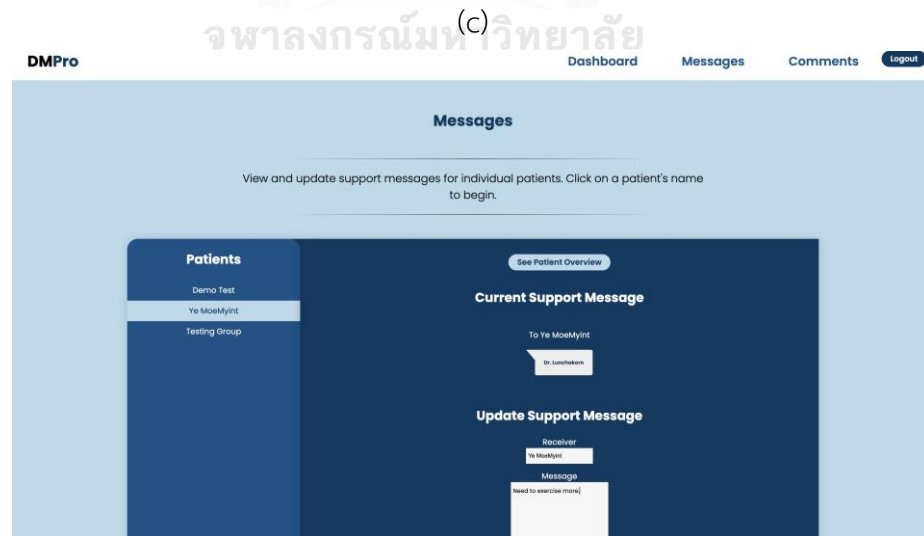 (c)
จุฬาลงกรณ์มหาวิทยาลัย
DMPro
Dashboard
Messages
Comments
Logout
Messages
View and update support messages for individual patients. Click on a patient's name
to begin.
Patients
Demo Test
Ye MoeMyint
Testing Group
See Patient Overview
Current Support Message
To Ye MoeMyint
Dr. Lunchakorn
Update Support Message
Receiver
Ye MoeMyint
Message
Need to exercise more.